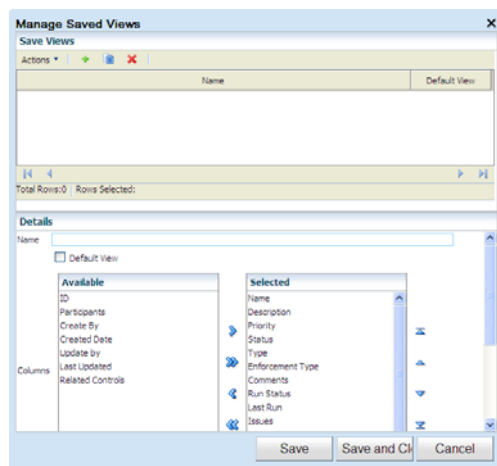 Manage Saved Views
Save Views
Actions
Name
Default View
Total Rows:0 Rows Selected:
Details
Name
Default View
Available
Selected
ID
Participants
Create By
Created Date
Update by
Last Updated
Related Controls
Columns
Name
Description
Priority
Status
Type
Enforcement Type
Comments
Run Status
Last Run
Issues
Save
Save and Cl
Cancel